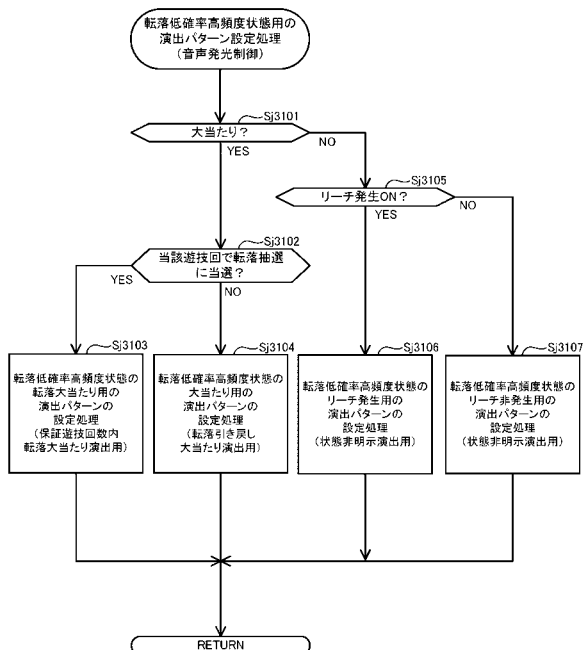 転落低確率高頻度状態用の
演出パターン設定処理
(音声発光制御)
Sj3101
大当たり?
YES
NO
Sj3105
リーチ発生ON?
YES
NO
Sj3102
当該遊技回で転落抽選
に当選?
YES
NO
Sj3103
転落低確率高頻度状態の
転落大当たり用の
演出パターンの
設定処理
(保証遊技回数内
転落大当たり演出用)
Sj3104
転落低確率高頻度状態の
大当たり用の
演出パターンの
設定処理
(転落引き戻し
大当たり演出用)
Sj3106
転落低確率高頻度状態の
リーチ発生用の
演出パターンの
設定処理
(状態非明示演出用)
Sj3107
転落低確率高頻度状態の
リーチ非発生用の
演出パターンの
設定処理
(状態非明示演出用)
RETURN